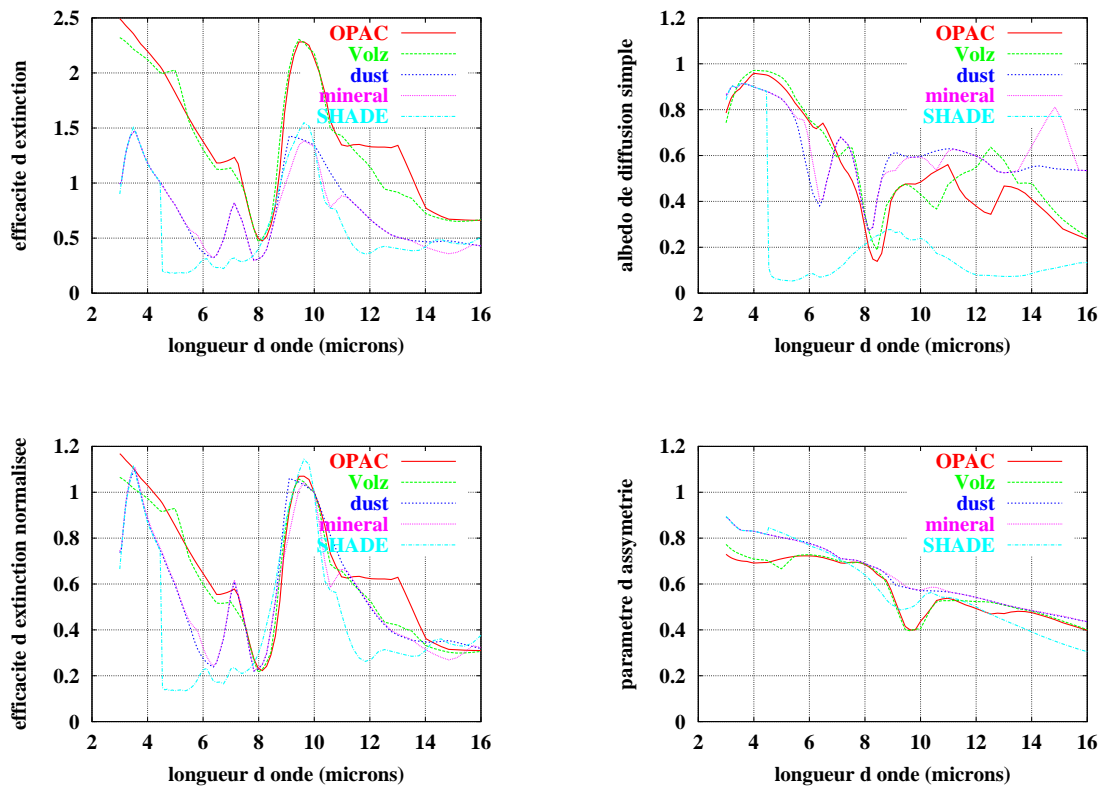 efficacite d extinction
2.5
2
1.5
1
0.5
0
OPAC
Volz
dust
mineral
SHADE
2 4 6 8 10 12 14 16
longueur d onde (microns)
albedo de diffusion simple
1.2
1
0.8
0.6
0.4
0.2
0
OPAC
Volz
dust
mineral
SHADE
2 4 6 8 10 12 14 16
longueur d onde (microns)
efficacite d extinction normalisee
1.2
1
0.8
0.6
0.4
0.2
0
OPAC
Volz
dust
mineral
SHADE
2 4 6 8 10 12 14 16
longueur d onde (microns)
parametre d assymetrie
1.2
1
0.8
0.6
0.4
0.2
0
OPAC
Volz
dust
mineral
SHADE
2 4 6 8 10 12 14 16
longueur d onde (microns)